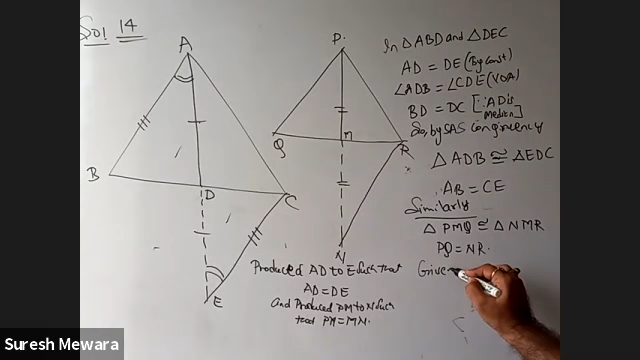 Sol 14
A
B
D
C
E
P.
Q
M
R
N
Produced AD to E such that
AD = DE
And Produced PM to N such
that PM = MN.
In △ABD and △DEC
AD = DE (By const)
∠ADB = ∠CDE (VOA)
BD = DC [∵ AD is
Median]
So, by SAS congruency
△ADB ≅ △EDC
∴ AB = CE
Similarly
△PMQ ≅ △NMR
PQ = NR.
Give
Suresh Mewara